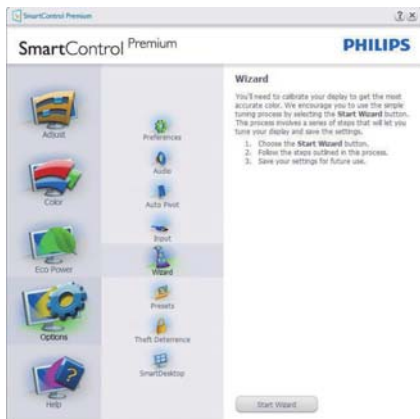 SmartControl Premium
SmartControl Premium
PHILIPS
Adjust
Color
Eco Power
Options
Help
Preferences
Audio
Auto Pivot
Input
Wizard
Presets
Theft Deterrence
SmartDesktop
Wizard
You'll need to calibrate your display to get the most
accurate color. We encourage you to use the simple
tuning process by selecting the Start Wizard button.
This process involves a series of steps that will let you
tune your display and save the settings.
1. Choose the Start Wizard button.
2. Follow the steps outlined in the process.
3. Save your settings for future use.
Start Wizard